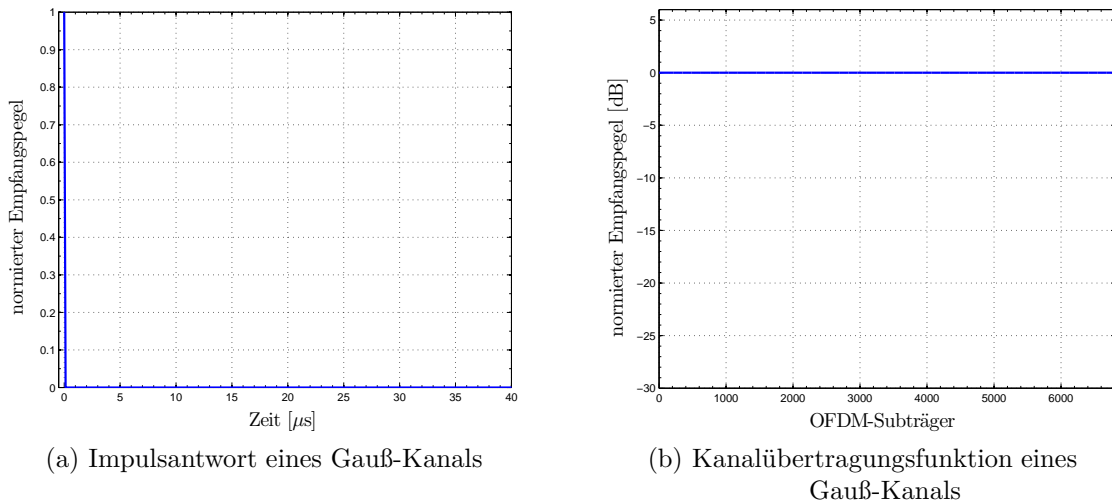 1
0.9
0.8
0.7
0.6
0.5
0.4
0.3
0.2
0.1
0
normierter Empfangspegel
0 5 10 15 20 25 30 35 40
Zeit [μs]
(a) Impulsantwort eines Gauß-Kanals
5
0
−5
−10
−15
−20
−25
−30
normierter Empfangspegel [dB]
0 1000 2000 3000 4000 5000 6000
OFDM-Subträger
(b) Kanalübertragungsfunktion eines
Gauß-Kanals